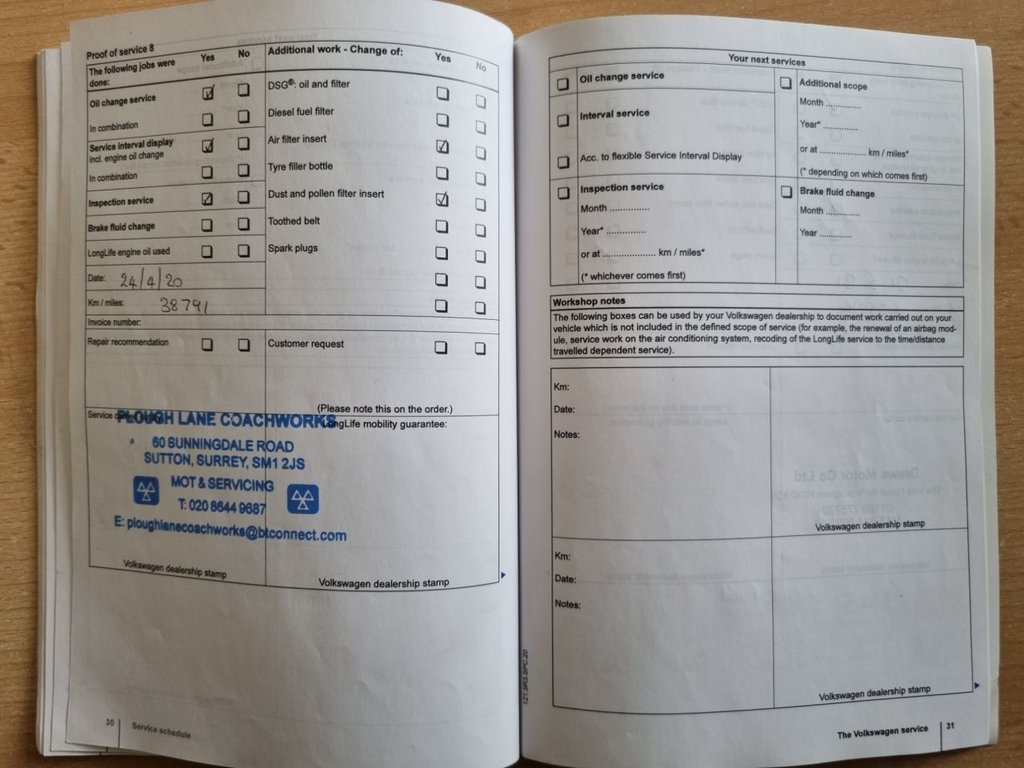 Proof of service 8
The following jobs were done:
Yes No
Additional work - Change of:
Yes No
Oil change service
In combination
Service interval display
incl. engine oil change
In combination
Inspection service
Brake fluid change
LongLife engine oil used
Date: 24/4/20
Km / miles: 38791
Invoice number:
DSG®: oil and filter
Diesel fuel filter
Air filter insert
Tyre filler bottle
Dust and pollen filter insert
Toothed belt
Spark plugs
Repair recommendation
Customer request
(Please note this on the order.)
Service
LongLife mobility guarantee:
PLOUGH LANE COACHWORKS
60 SUNNINGDALE ROAD
SUTTON, SURREY, SM1 2JS
MOT & SERVICING
T: 020 8644 9687
E: ploughlanecoachworks@btconnect.com
Volkswagen dealership stamp
Volkswagen dealership stamp
30 Service schedule
Your next services
Oil change service
Interval service
Acc. to flexible Service Interval Display
Additional scope
Month ............
Year* ............
or at ................ km / miles*
(* depending on which comes first)
Inspection service
Month ..............
Year* ..............
or at .................. km / miles*
(* whichever comes first)
Brake fluid change
Month ............
Year ............
Workshop notes
The following boxes can be used by your Volkswagen dealership to document work carried out on your
vehicle which is not included in the defined scope of service (for example, the renewal of an airbag mod-
ule, service work on the air conditioning system, recoding of the LongLife service to the time/distance
travelled dependent service).
Km:
Date:
Notes:
Volkswagen dealership stamp
Km:
Date:
Notes:
Volkswagen dealership stamp
121.5R3.SPC.20
The Volkswagen service 31